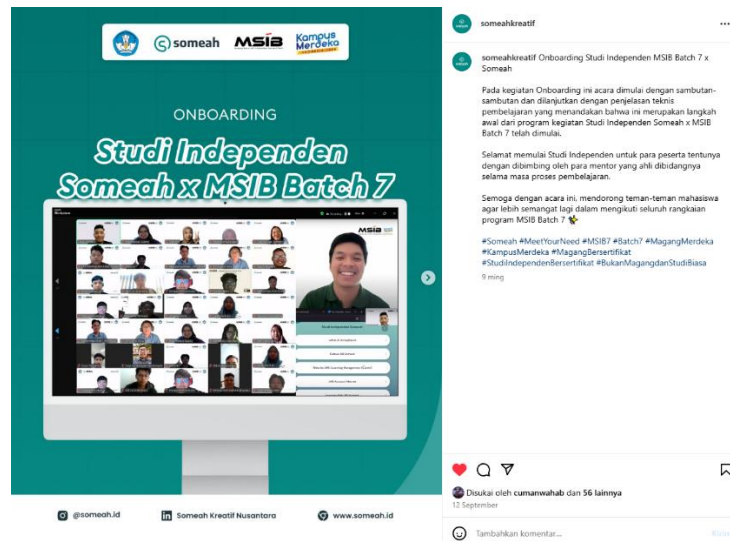 someah
MSiB
Kampus
Merdeka
ONBOARDING
Studi Independen
Someah x MSIB Batch 7
MSiB
@someah.id
Someah Kreatif Nusantara
www.someah.id
someahkreatif
someahkreatif Onboarding Studi Independen MSIB Batch 7 x
Someah
Pada kegiatan Onboarding ini acara dimulai dengan sambutan-
sambutan dan dilanjutkan dengan penjelasan teknis
pembelajaran yang menandakan bahwa ini merupakan langkah
awal dari program kegiatan Studi Independen Someah x MSIB
Batch 7 telah dimulai.
Selamat memulai Studi Independen untuk para peserta tentunya
dengan dibimbing oleh para mentor yang ahli dibidangnya
selama masa proses pembelajaran.
Semoga dengan acara ini, mendorong teman-teman mahasiswa
agar lebih semangat lagi dalam mengikuti seluruh rangkaian
program MSIB Batch 7
#Someah #MeetYourNeed #MSIB7 #Batch7 #MagangMerdeka
#KampusMerdeka #MagangBersertifikat
#StudiIndependenBersertifikat #BukanMagangdanStudiBiasa
9 ming
Disukai oleh cumanwahab dan 56 lainnya
12 September
Tambahkan komentar...
Kirim